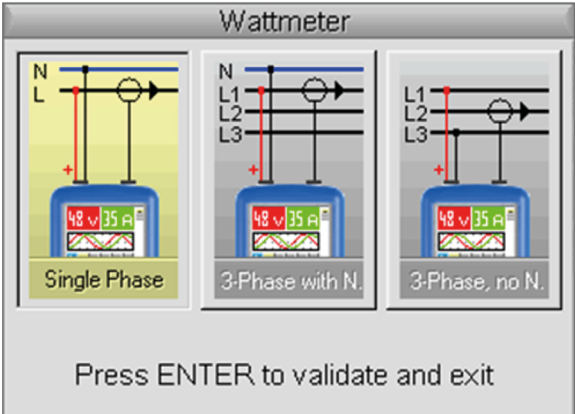 Wattmeter
N
L
+
48 V 35 A
Single Phase
N
L1
L2
L3
+
48 V 35 A
3-Phase with N.
L1
L2
L3
+
48 V 35 A
3-Phase, no N.
Press ENTER to validate and exit